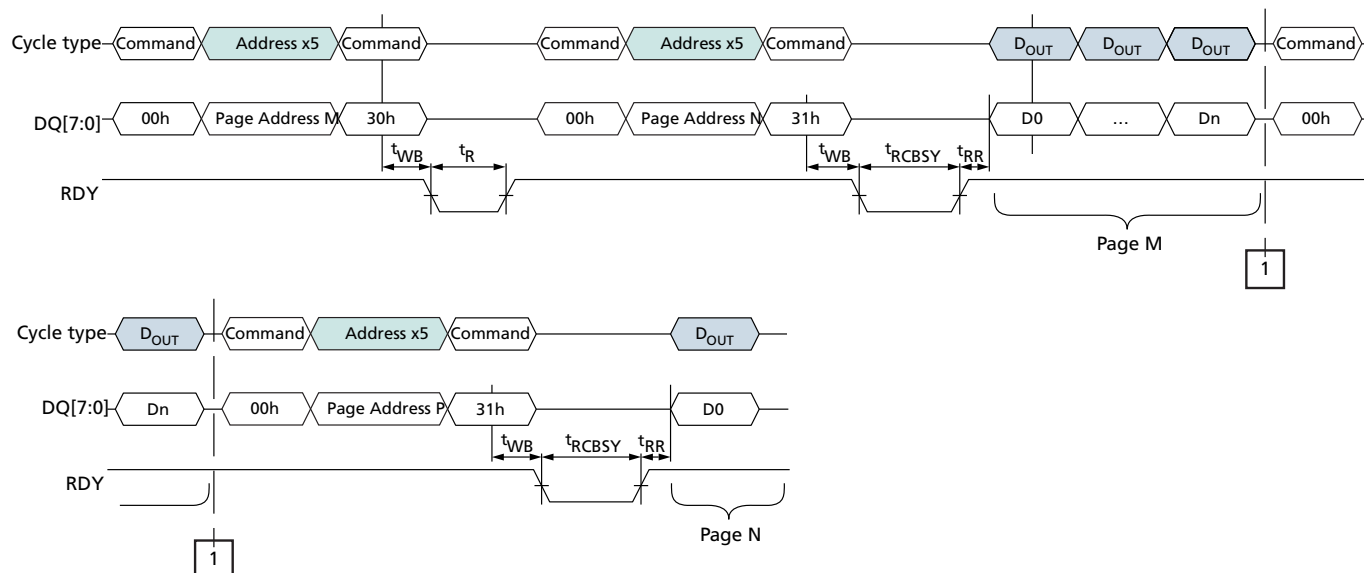 Cycle type Command Address x5 Command Command Address x5 Command DOUT DOUT DOUT Command
DQ[7:0] 00h Page Address M 30h 00h Page Address N 31h D0 … Dn 00h
tWB tR tWB tRCBSY tRR
RDY
Page M
1
Cycle type DOUT Command Address x5 Command DOUT
DQ[7:0] Dn 00h Page Address P 31h D0
tWB tRCBSY tRR
RDY
Page N
1